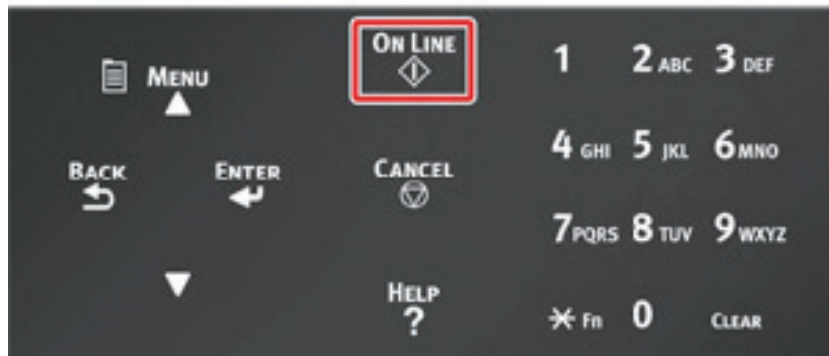 MENU
BACK
ENTER
ON LINE
CANCEL
HELP
?
1 2 ABC 3 DEF
4 GHI 5 JKL 6 MNO
7 PQRS 8 TUV 9 WXYZ
* Fn 0 CLEAR